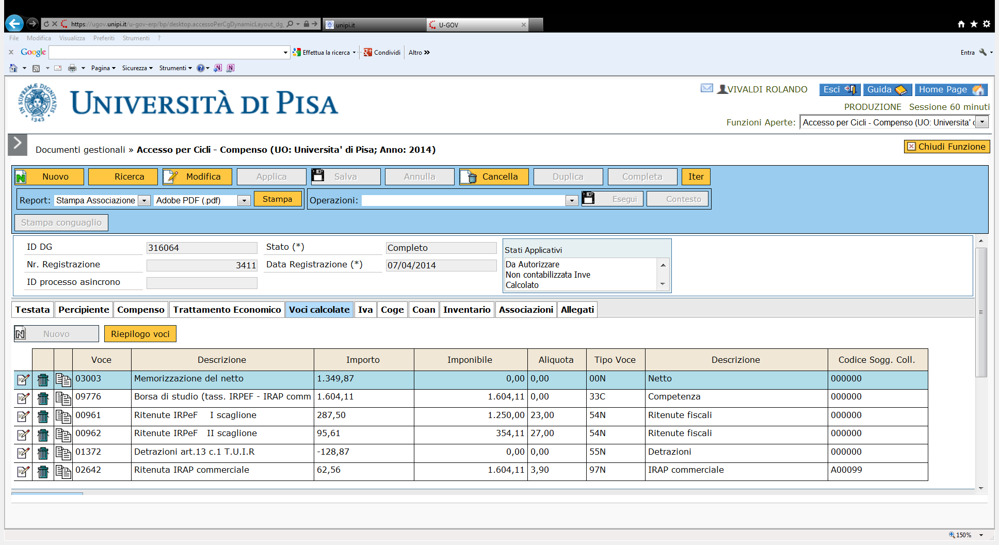 https://ugov.unipi.it/u-gov-erp/bp/desktop.accessoPerCgDynamicLayout_dg_
unipi.it
U-GOV
File Modifica Visualizza Preferiti Strumenti ?
x Google Effettua la ricerca Condividi Altro »
Entra
Pagina Sicurezza Strumenti
IN SUPREMÆ DIGNITATIS 1343
UNIVERSITÀ DI PISA
VIVALDI ROLANDO Esci Guida Home Page
PRODUZIONE Sessione 60 minuti
Funzioni Aperte: Accesso per Cicli - Compenso (UO: Universita' c
Documenti gestionali » Accesso per Cicli - Compenso (UO: Universita' di Pisa; Anno: 2014)
Chiudi Funzione
Nuovo Ricerca Modifica Applica Salva Annulla Cancella Duplica Completa Iter
Report: Stampa Associazione Adobe PDF (.pdf) Stampa Operazioni: Esegui Contesto
Stampa conguaglio
ID DG 316064 Stato (*) Completo
Nr. Registrazione 3411 Data Registrazione (*) 07/04/2014
ID processo asincrono
Stati Applicativi
Da Autorizzare
Non contabilizzata Inve
Calcolato
Testata Percipiente Compenso Trattamento Economico Voci calcolate Iva Coge Coan Inventario Associazioni Allegati
Nuovo Riepilogo voci
Voce Descrizione Importo Imponibile Aliquota Tipo Voce Descrizione Codice Sogg. Coll.
03003 Memorizzazione del netto 1.349,87 0,00 0,00 00N Netto 000000
09776 Borsa di studio (tass. IRPEF - IRAP comm 1.604,11 1.604,11 0,00 33C Competenza 000000
00961 Ritenute IRPeF I scaglione 287,50 1.250,00 23,00 54N Ritenute fiscali 000000
00962 Ritenute IRPeF II scaglione 95,61 354,11 27,00 54N Ritenute fiscali 000000
01372 Detrazioni art.13 c.1 T.U.I.R -128,87 0,00 0,00 55N Detrazioni 000000
02642 Ritenuta IRAP commerciale 62,56 1.604,11 3,90 97N IRAP commerciale A00099
150%